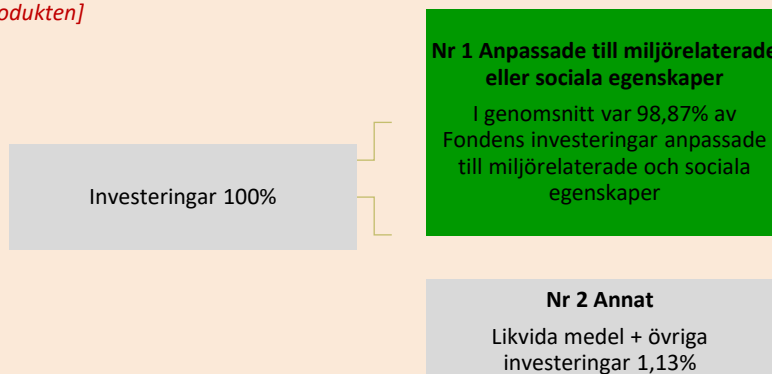 odukten]
Nr 1 Anpassade till miljörelaterade
eller sociala egenskaper
I genomsnitt var 98,87% av
Fondens investeringar anpassade
till miljörelaterade och sociala
egenskaper
Investeringar 100%
Nr 2 Annat
Likvida medel + övriga
investeringar 1,13%